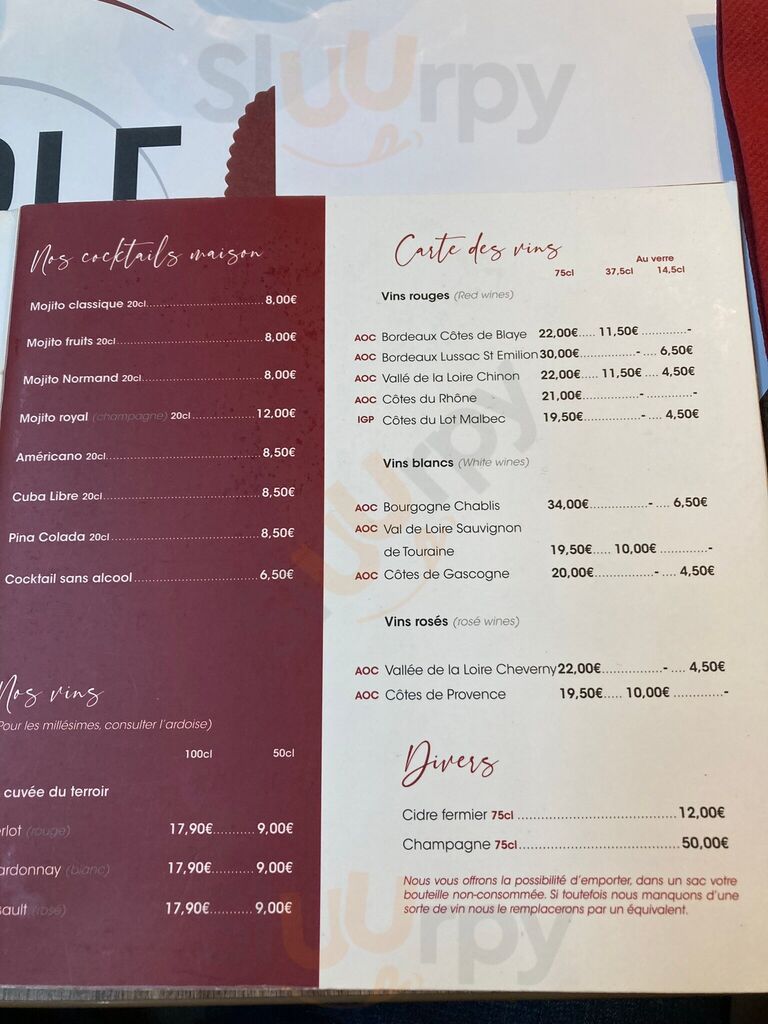 Sluurpy
Nos cocktails maison
Mojito classique 20cl 8,00€
Mojito fruits 20cl 8,00€
Mojito Normand 20cl 8,00€
Mojito royal (champagne) 20cl 12,00€
Américano 20cl 8,50€
Cuba Libre 20cl 8,50€
Pina Colada 20cl 8,50€
Cocktail sans alcool 6,50€
Nos vins
Pour les millésimes, consulter l'ardoise)
100cl 50cl
cuvée du terroir
rlot (rouge) 17,90€ 9,00€
ardonnay (blanc) 17,90€ 9,00€
sault (rosé) 17,90€ 9,00€
Carte des vins
Au verre
75cl 37,5cl 14,5cl
Vins rouges (Red wines)
AOC Bordeaux Côtes de Blaye 22,00€ 11,50€ -
AOC Bordeaux Lussac St Emilion 30,00€ - 6,50€
AOC Vallé de la Loire Chinon 22,00€ 11,50€ 4,50€
AOC Côtes du Rhône 21,00€ - -
IGP Côtes du Lot Malbec 19,50€ - 4,50€
Vins blancs (White wines)
AOC Bourgogne Chablis 34,00€ - 6,50€
AOC Val de Loire Sauvignon
de Touraine 19,50€ 10,00€ -
AOC Côtes de Gascogne 20,00€ - 4,50€
Vins rosés (rosé wines)
AOC Vallée de la Loire Cheverny 22,00€ - 4,50€
AOC Côtes de Provence 19,50€ 10,00€ -
Divers
Cidre fermier 75cl 12,00€
Champagne 75cl 50,00€
Nous vous offrons la possibilité d'emporter, dans un sac votre
bouteille non-consommée. Si toutefois nous manquons d'une
sorte de vin nous le remplacerons par un équivalent.